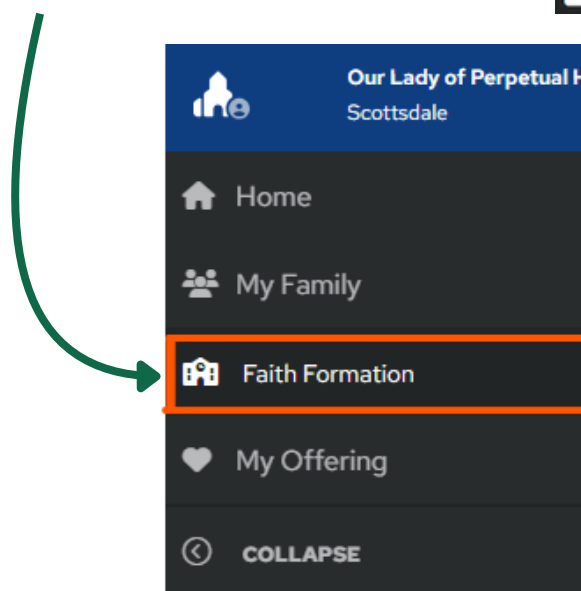 Our Lady of Perpetual
Scottsdale
Home
My Family
Faith Formation
My Offering
COLLAPSE